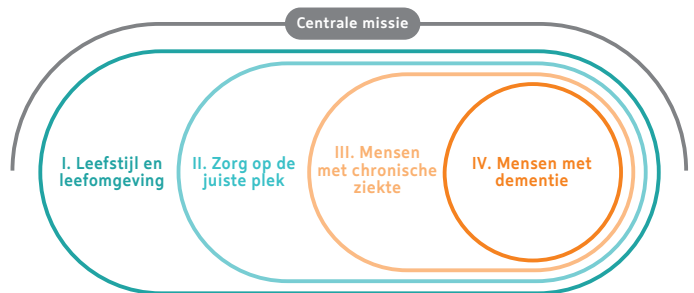 Centrale missie
I. Leefstijl en
leefomgeving
II. Zorg op de
juiste plek
III. Mensen
met chronische
ziekte
IV. Mensen met
dementie